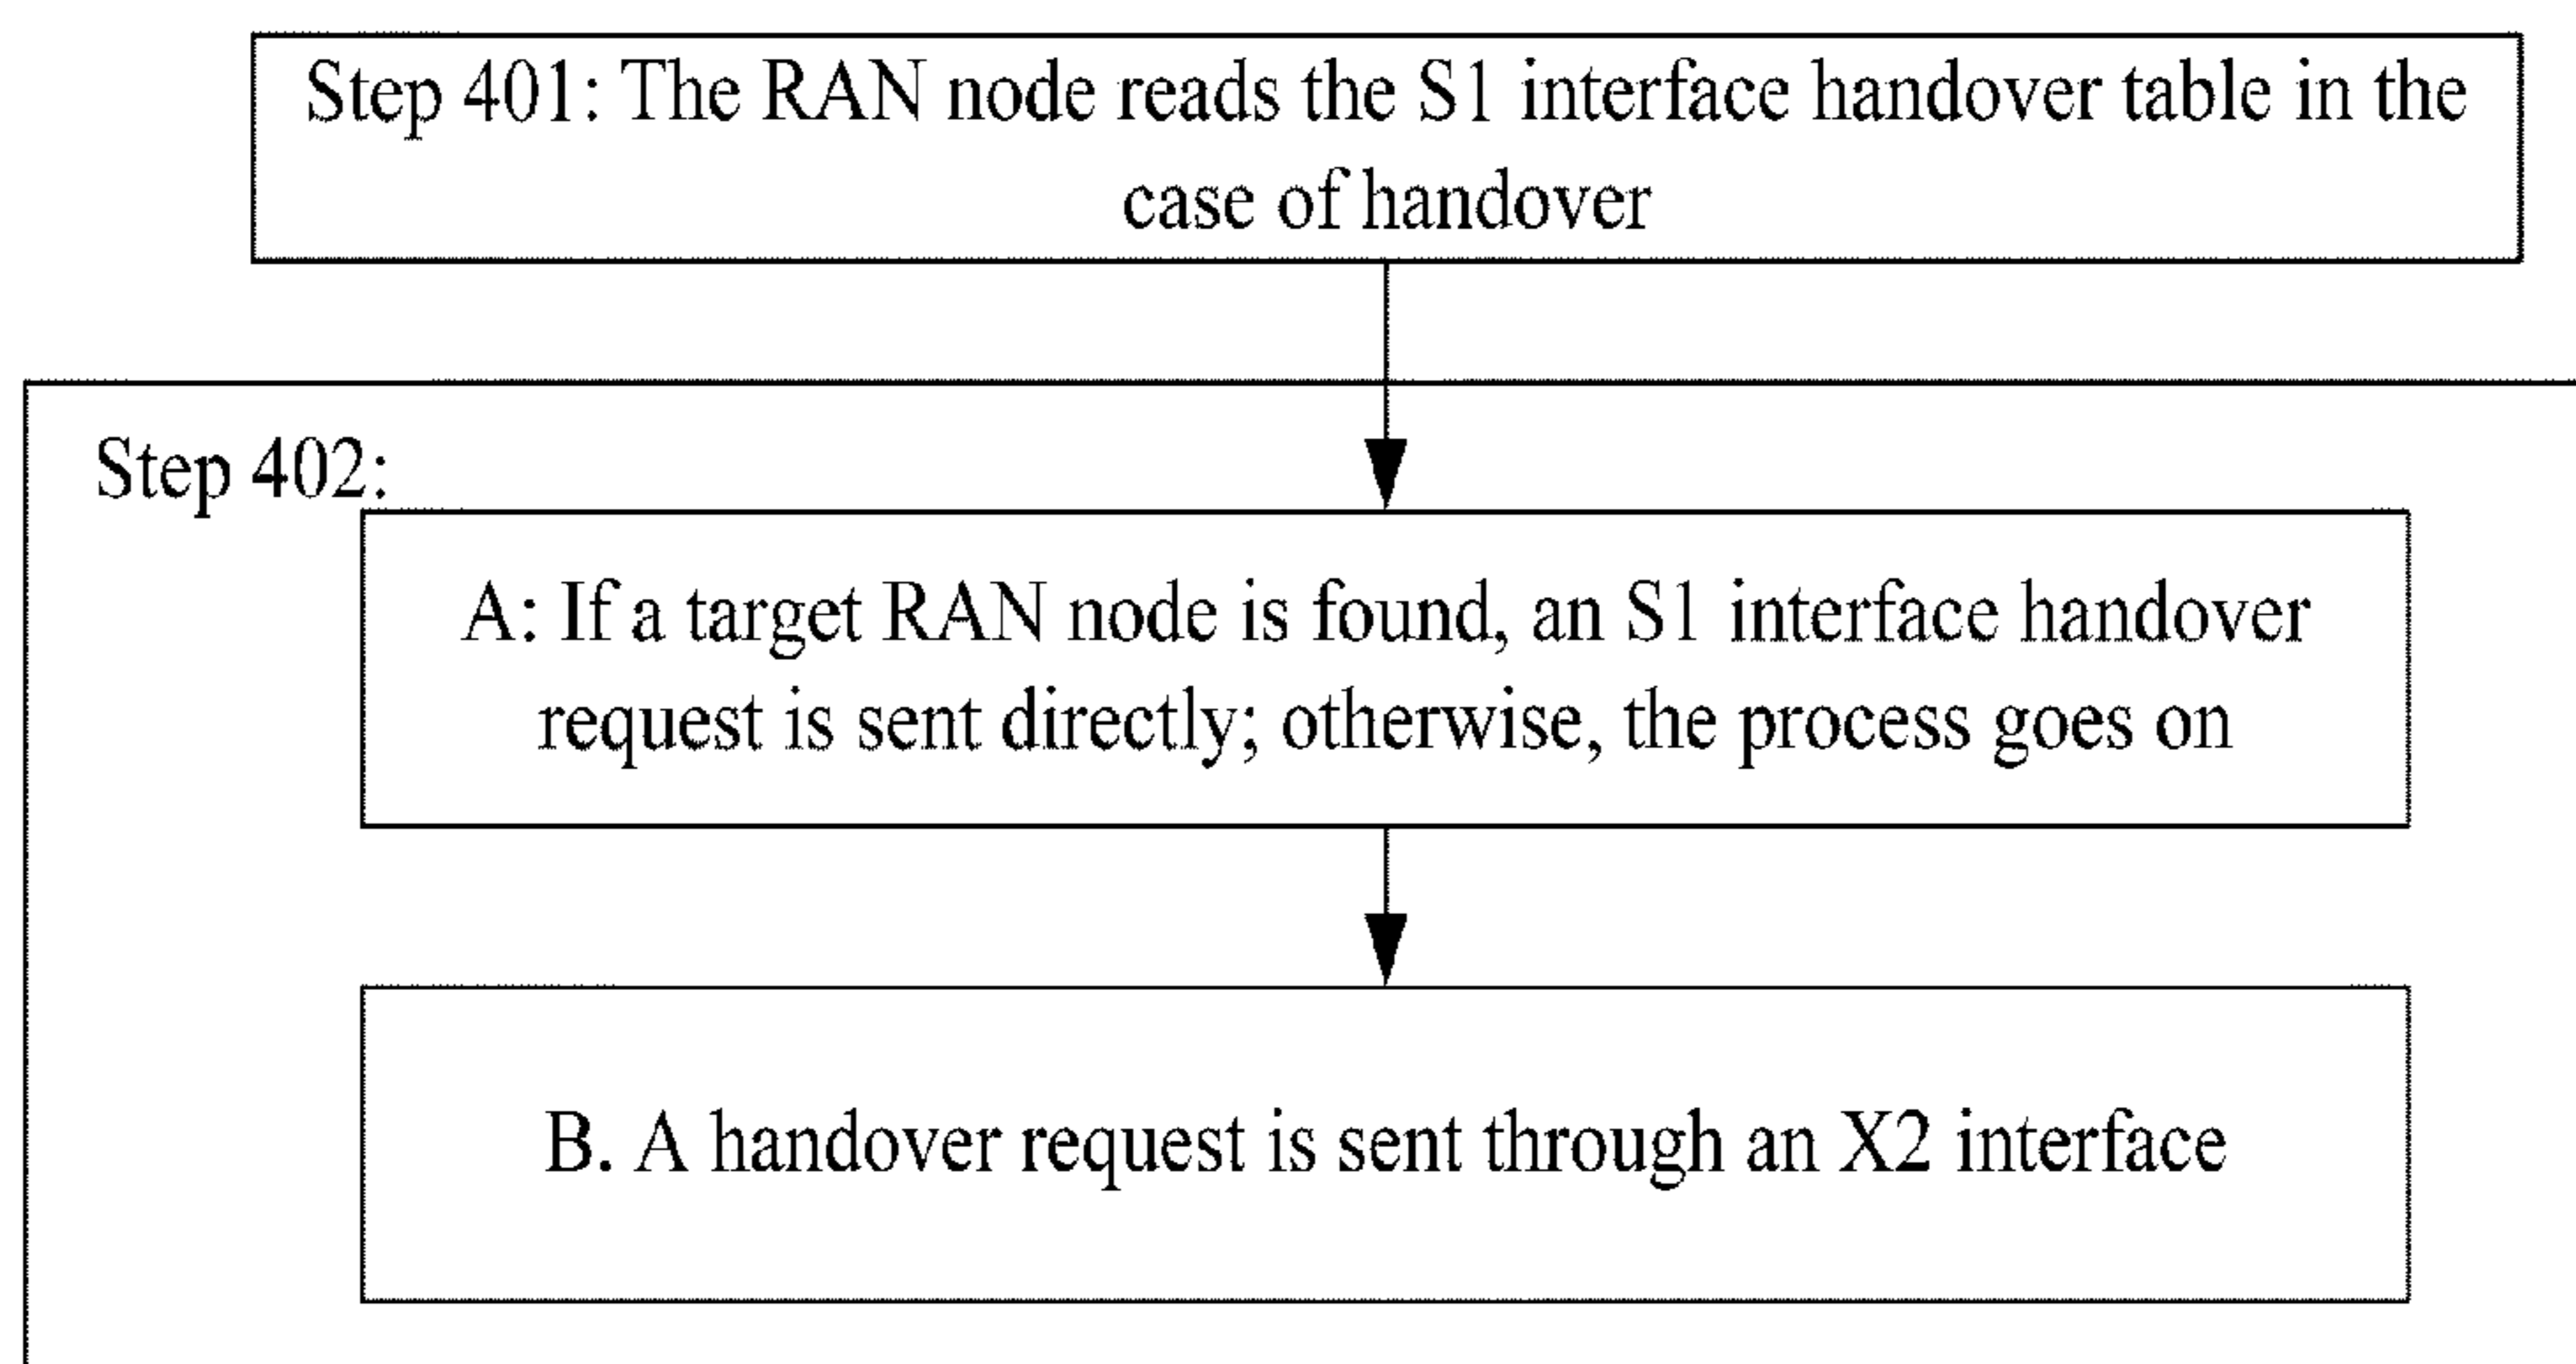 Step 401: The RAN node reads the S1 interface handover table in the
case of handover
Step 402:
A: If a target RAN node is found, an S1 interface handover
request is sent directly; otherwise, the process goes on
B. A handover request is sent through an X2 interface